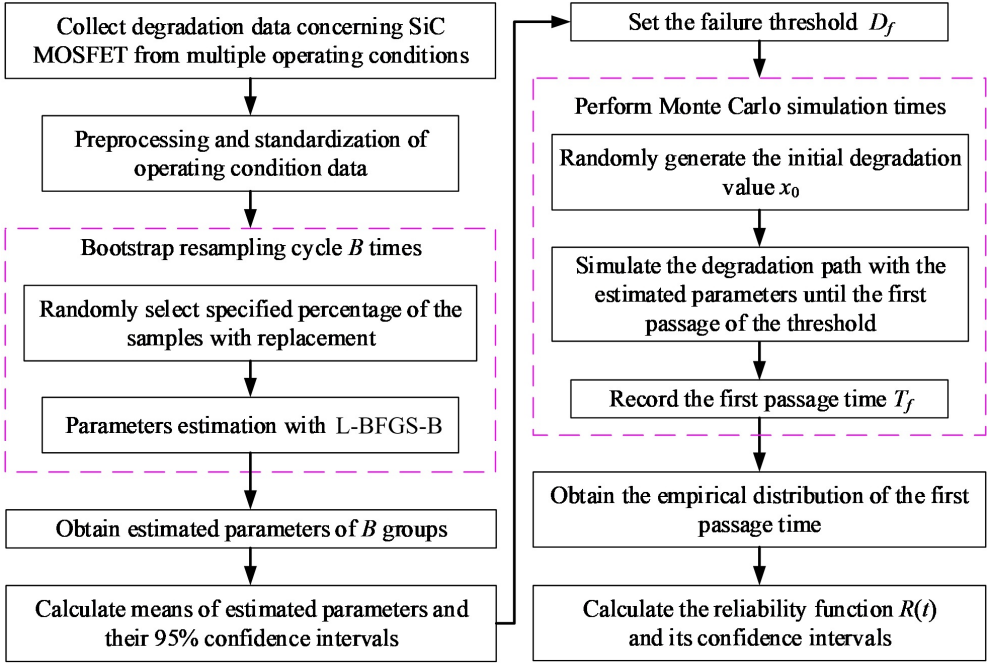 Collect degradation data concerning SiC
MOSFET from multiple operating conditions
Preprocessing and standardization of
operating condition data
Bootstrap resampling cycle B times
Randomly select specified percentage of the
samples with replacement
Parameters estimation with L-BFGS-B
Obtain estimated parameters of B groups
Calculate means of estimated parameters and
their 95% confidence intervals
Set the failure threshold Df
Perform Monte Carlo simulation times
Randomly generate the initial degradation
value x0
Simulate the degradation path with the
estimated parameters until the first
passage of the threshold
Record the first passage time Tf
Obtain the empirical distribution of the first
passage time
Calculate the reliability function R(t)
and its confidence intervals